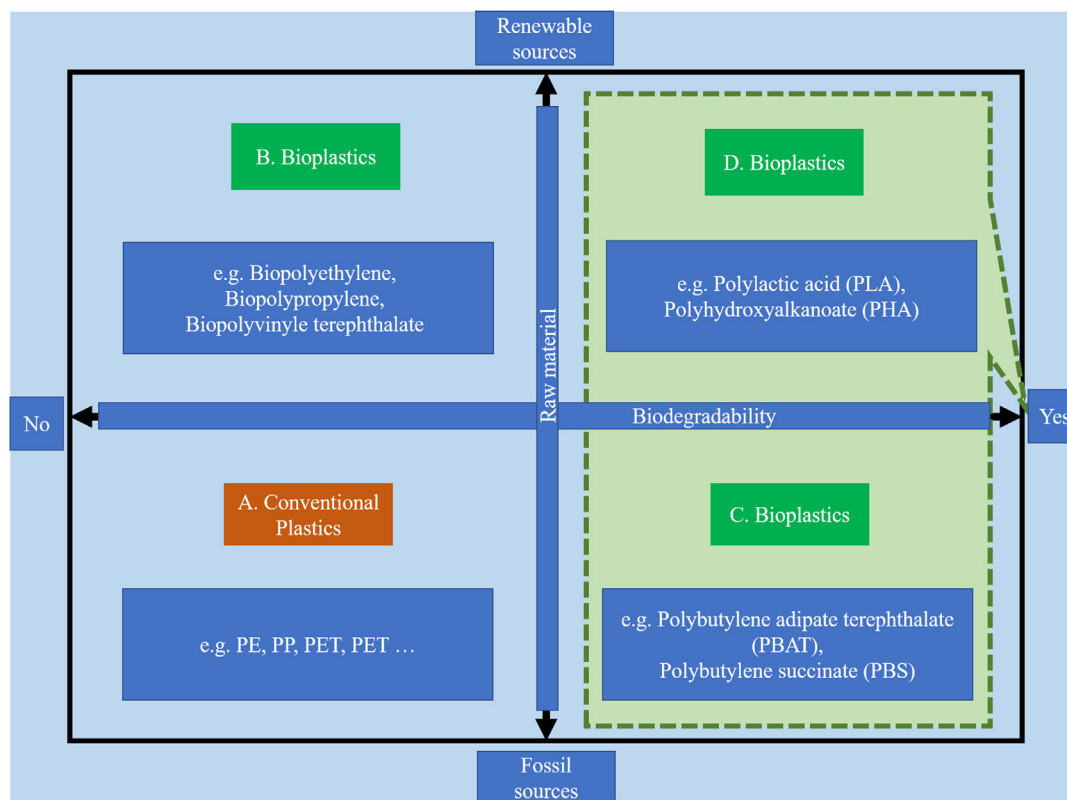 Renewable
sources
B. Bioplastics
D. Bioplastics
e.g. Biopolyethylene,
Biopolypropylene,
Biopolyvinyle terephthalate
e.g. Polylactic acid (PLA),
Polyhydroxyalkanoate (PHA)
Raw material
No
Biodegradability
Yes
A. Conventional
Plastics
C. Bioplastics
e.g. PE, PP, PET, PET …
e.g. Polybutylene adipate terephthalate
(PBAT),
Polybutylene succinate (PBS)
Fossil
sources